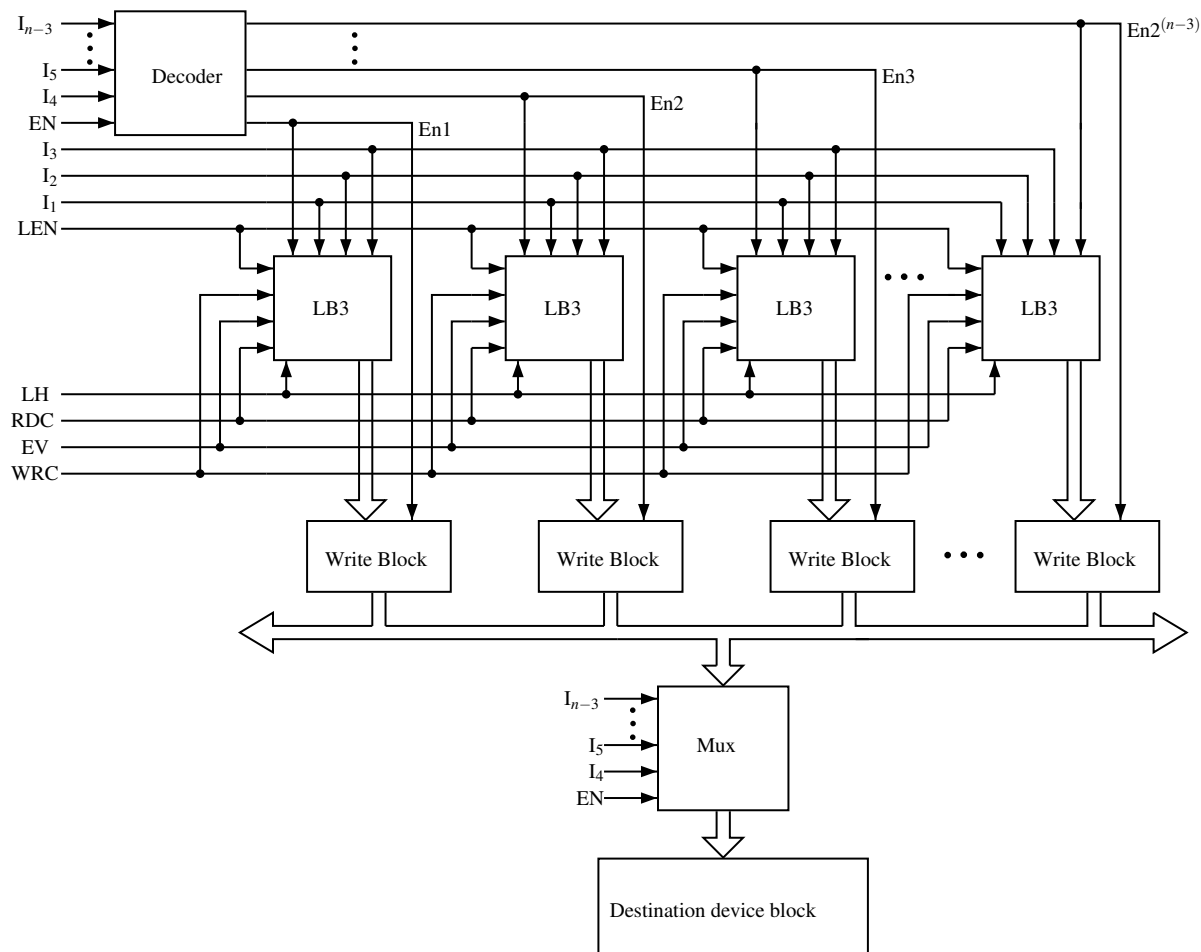 I_{n−3}
En2^{(n−3)}
I_5
Decoder
En3
I_4
En2
EN
En1
I_3
I_2
I_1
LEN
LB3
LB3
LB3
LB3
LH
RDC
EV
WRC
Write Block
Write Block
Write Block
Write Block
I_{n−3}
I_5
Mux
I_4
EN
Destination device block